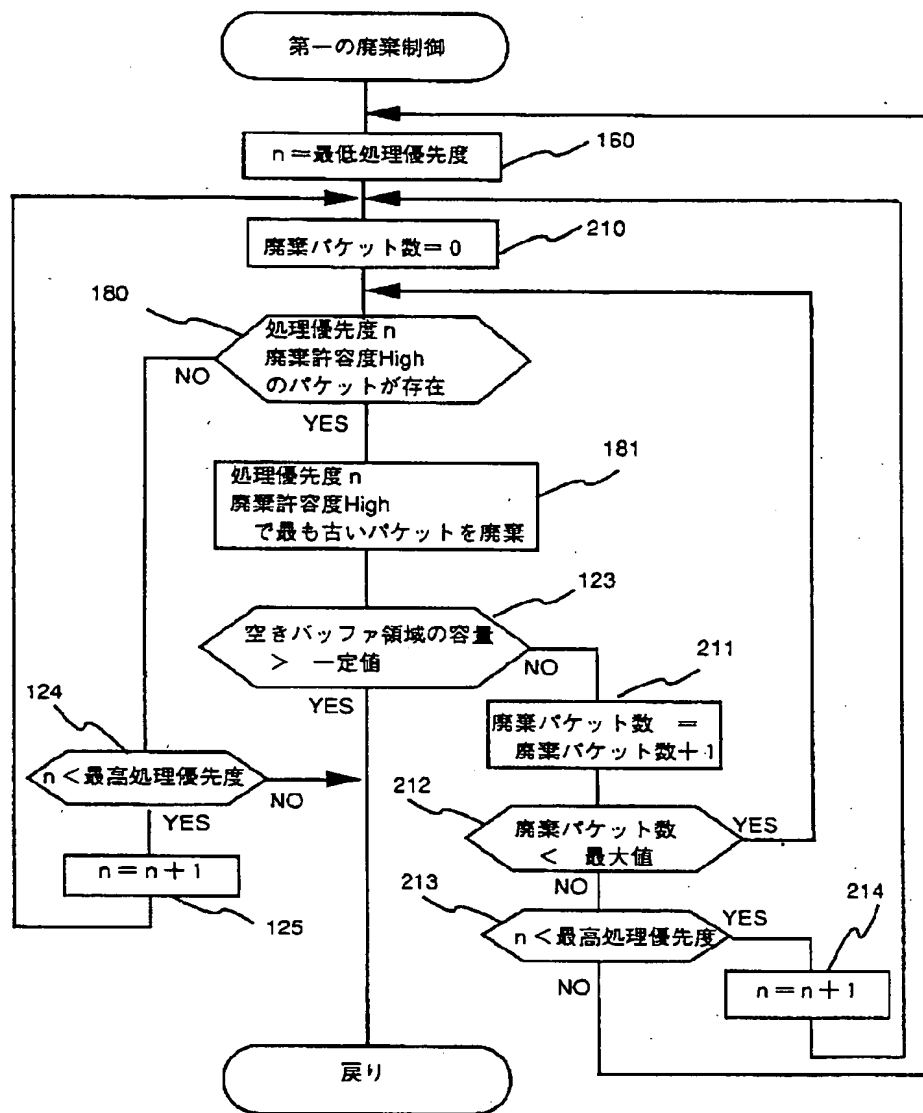 第一の廃棄制御
n＝最低処理優先度
160
廃棄パケット数＝0
210
180
処理優先度n
廃棄許容度High
のパケットが存在
NO
YES
処理優先度n
廃棄許容度High
で最も古いパケットを廃棄
181
123
空きバッファ領域の容量
＞ 一定値
NO
YES
211
廃棄パケット数 ＝
廃棄パケット数＋1
124
n＜最高処理優先度
NO
YES
212
廃棄パケット数
＜ 最大値
YES
NO
n＝n＋1
125
213
n＜最高処理優先度
YES
NO
214
n＝n＋1
戻り